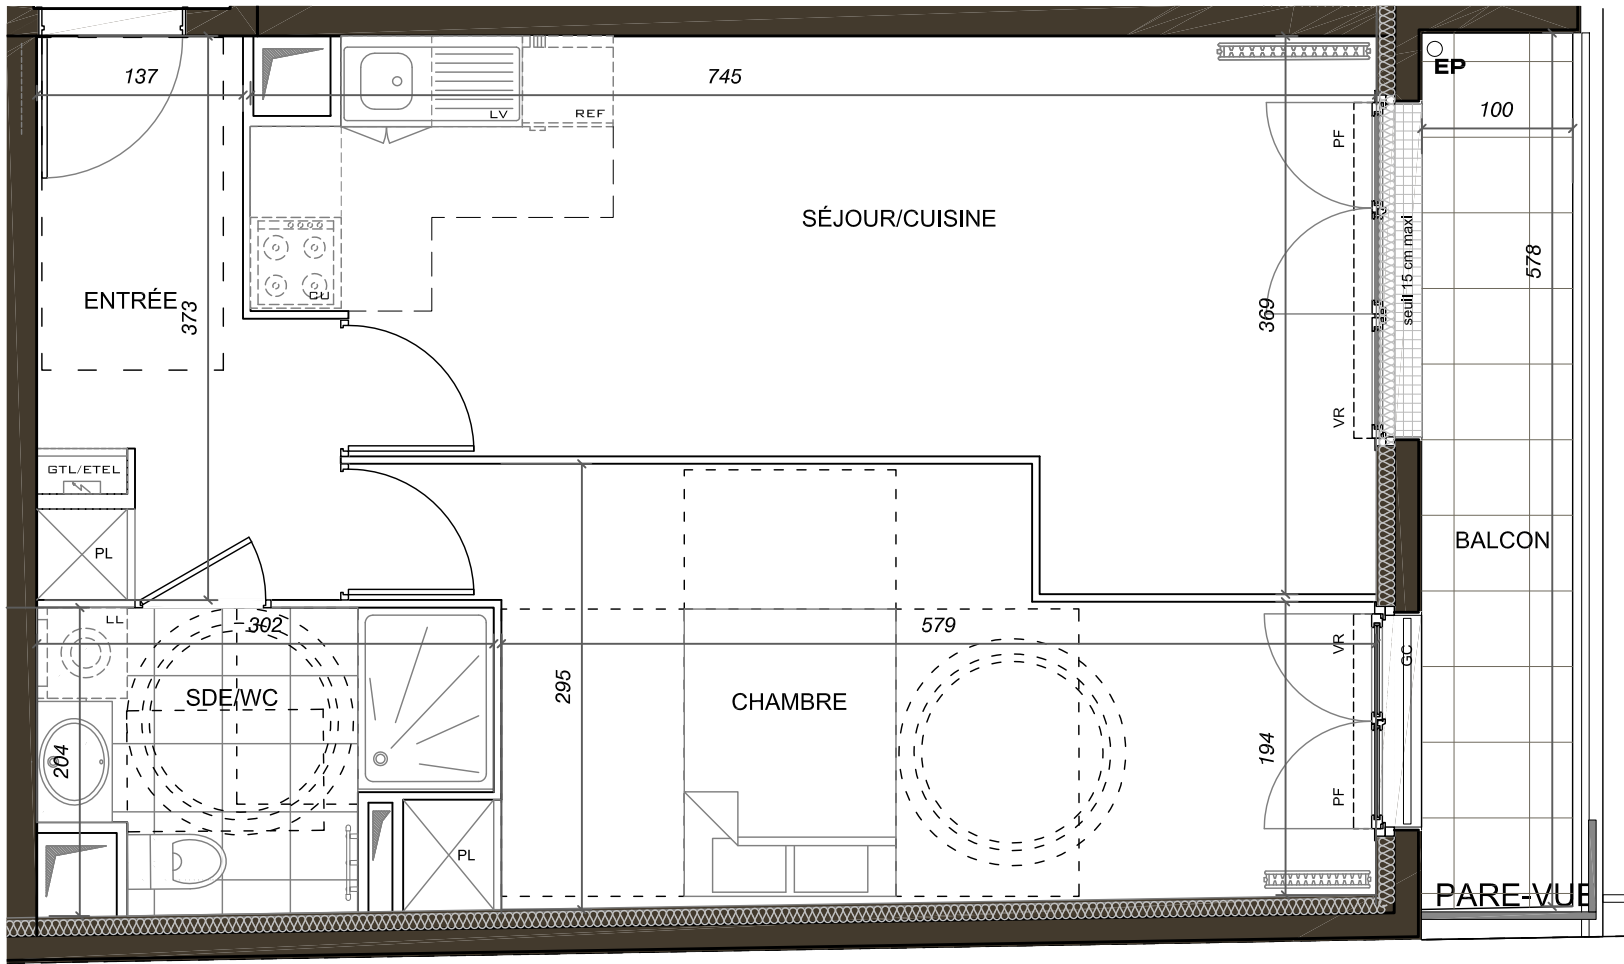 137
745
EP
100
LV
REF
PF
SÉJOUR/CUISINE
seuil 15 cm maxi
578
ENTRÉE
373
369
VR
GTL/ETEL
PL
BALCON
LL
302
579
VR
GC
SDE/WC
295
CHAMBRE
204
194
PF
PL
PARE-VUE